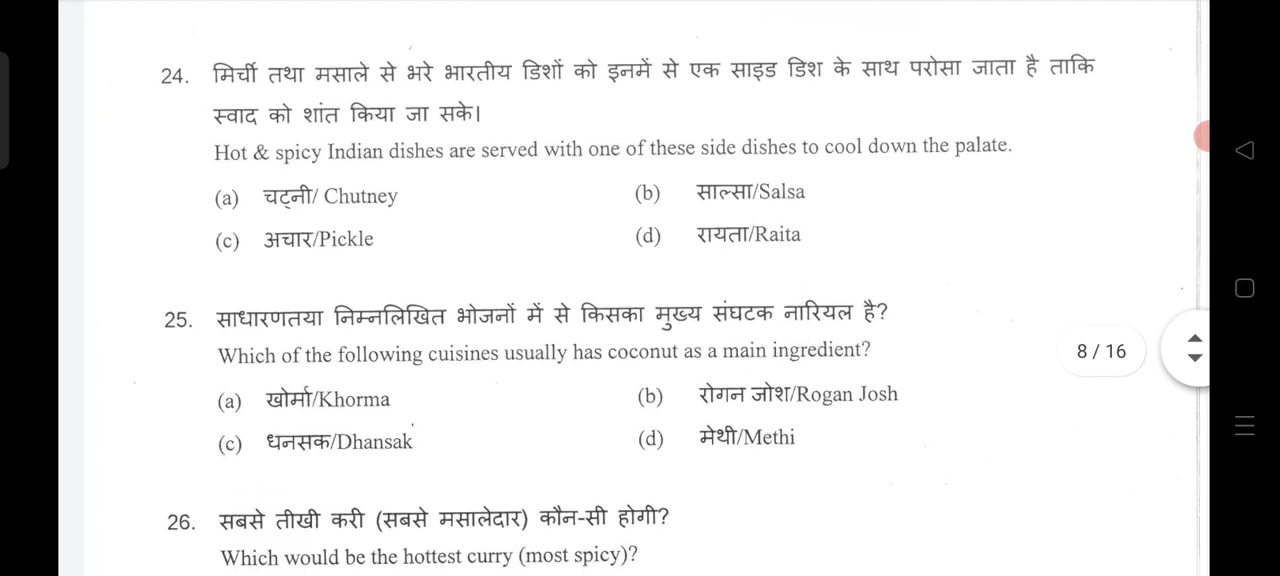 24. मिर्ची तथा मसाले से भरे भारतीय डिशों को इनमें से एक साइड डिश के साथ परोसा जाता है ताकि
स्वाद को शांत किया जा सके।
Hot & spicy Indian dishes are served with one of these side dishes to cool down the palate.
(a) चट्नी/ Chutney (b) साल्सा/Salsa
(c) अचार/Pickle (d) रायता/Raita
25. साधारणतया निम्नलिखित भोजनों में से किसका मुख्य संघटक नारियल है?
Which of the following cuisines usually has coconut as a main ingredient?
8 / 16
(a) खोर्मा/Khorma (b) रोगन जोश/Rogan Josh
(c) धनसक/Dhansak (d) मेथी/Methi
26. सबसे तीखी करी (सबसे मसालेदार) कौन-सी होगी?
Which would be the hottest curry (most spicy)?